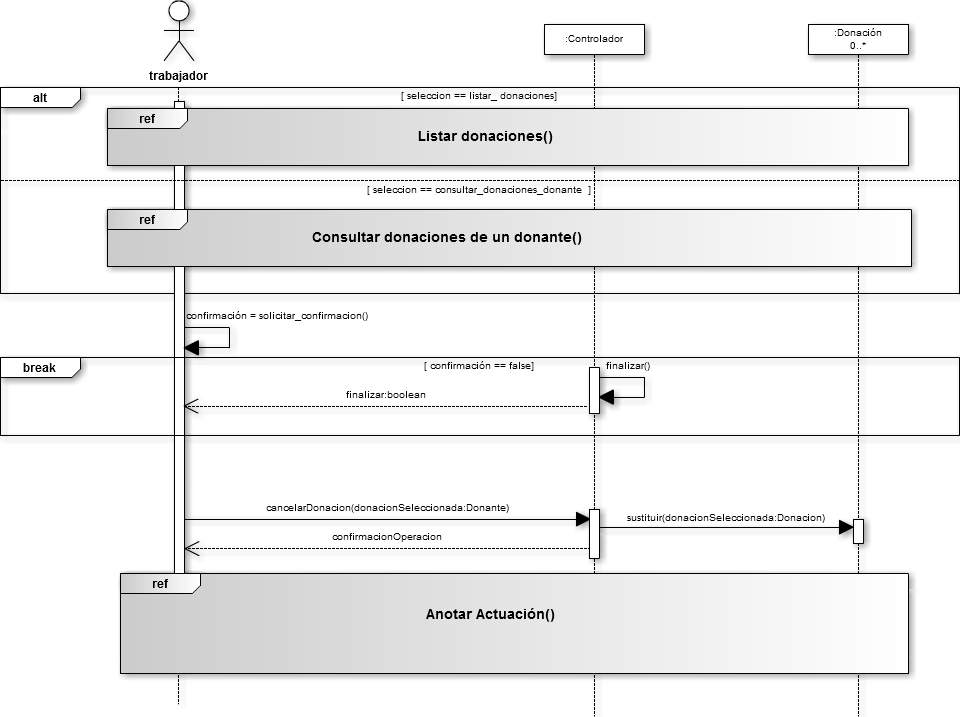 :Controlador
:Donación
0..*
trabajador
alt
[ seleccion == listar_ donaciones]
ref
Listar donaciones()
[ seleccion == consultar_donaciones_donante ]
ref
Consultar donaciones de un donante()
confirmación = solicitar_confirmacion()
break
[ confirmación == false]
finalizar()
finalizar:boolean
cancelarDonacion(donacionSeleccionada:Donante)
sustituir(donacionSeleccionada:Donacion)
confirmacionOperacion
ref
Anotar Actuación()